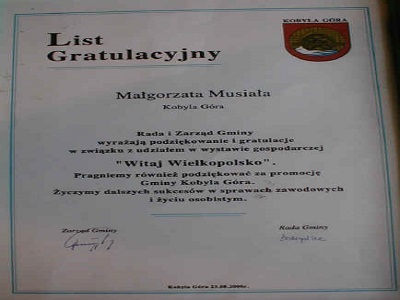 KOBYLA GÓRA
List
Gratulacyjny
Małgorzata Musiała
Kobyla Góra
Rada i Zarząd Gminy
wyrażają podziękowanie i gratulacje
w związku z udziałem w wystawie gospodarczej
"Witaj Wielkopolsko".
Pragniemy również podziękować za promocję
Gminy Kobyla Góra.
Życzymy dalszych sukcesów w sprawach zawodowych
i życiu osobistym.
Zarząd Gminy
Rada Gminy
Kobyla Góra